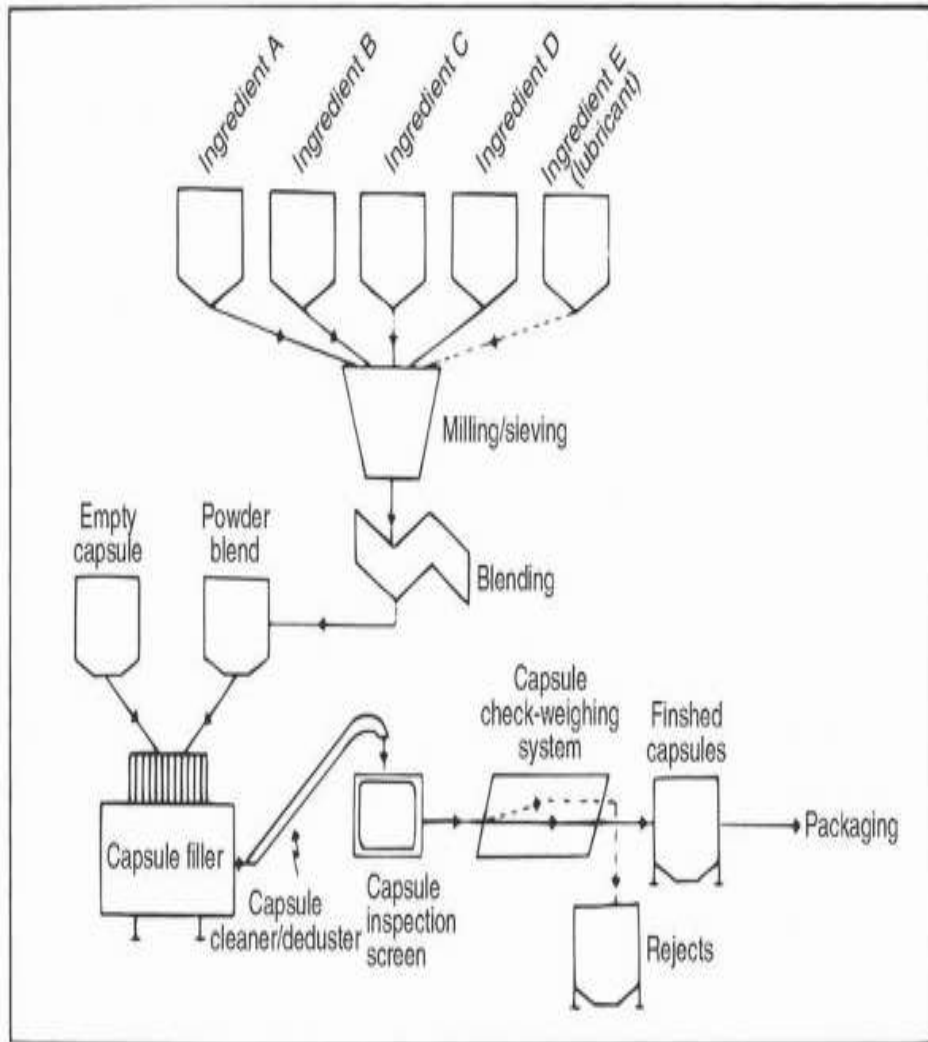 Ingredient A
Ingredient B
Ingredient C
Ingredient D
Ingredient E
(lubricant)
Milling/sieving
Empty
capsule
Powder
blend
Blending
Capsule
check-weighing
system
Finshed
capsules
Packaging
Capsule filler
Capsule
cleaner/deduster
Capsule
inspection
screen
Rejects